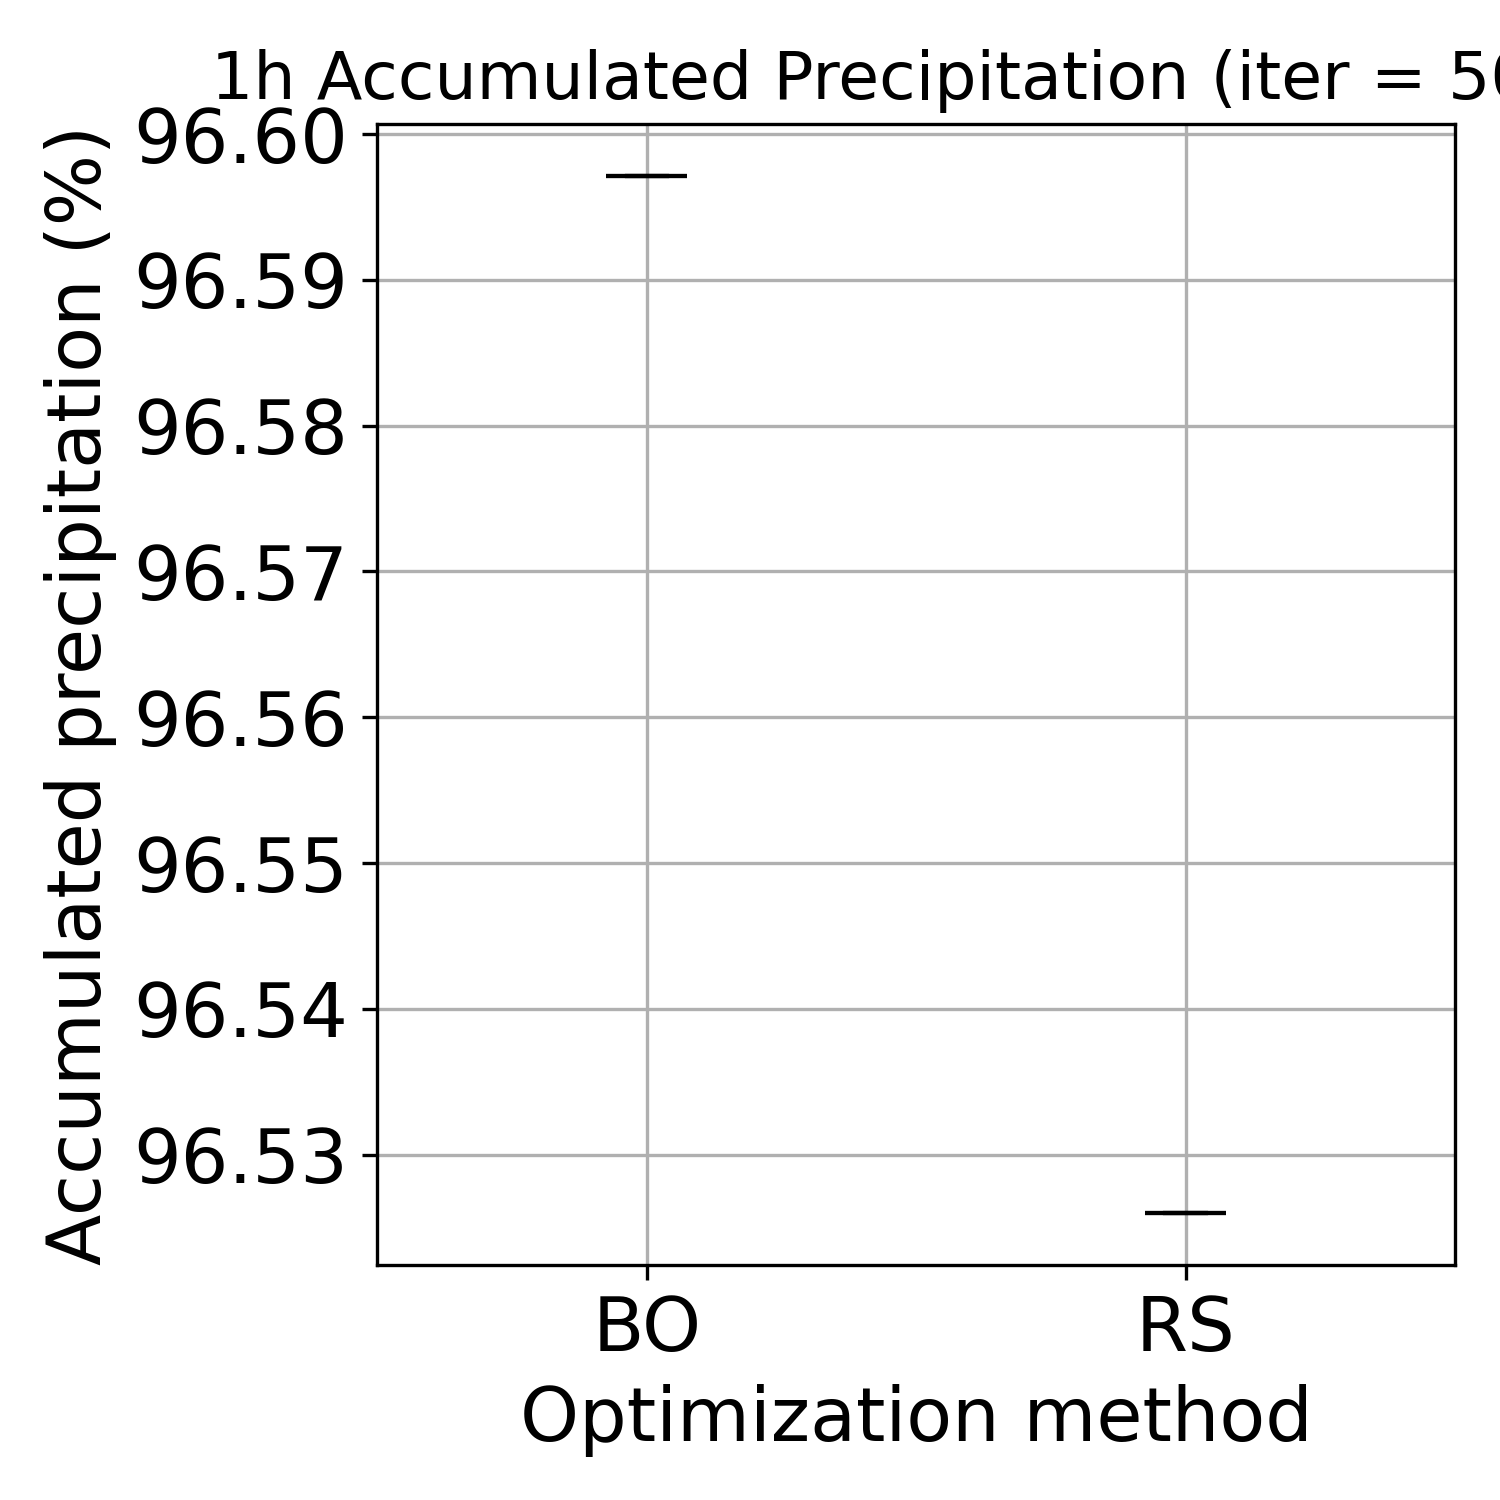 1h Accumulated Precipitation (iter = 50
Accumulated precipitation (%)
96.60
96.59
96.58
96.57
96.56
96.55
96.54
96.53
BO RS
Optimization method